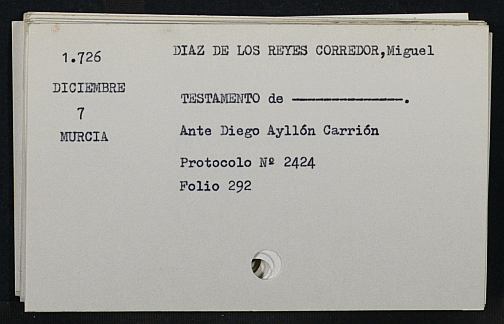 1.726
DICIEMBRE
7
MURCIA
DIAZ DE LOS REYES CORREDOR,Miguel
TESTAMENTO de ———————.
Ante Diego Ayllón Carrión
Protocolo Nº 2424
Folio 292